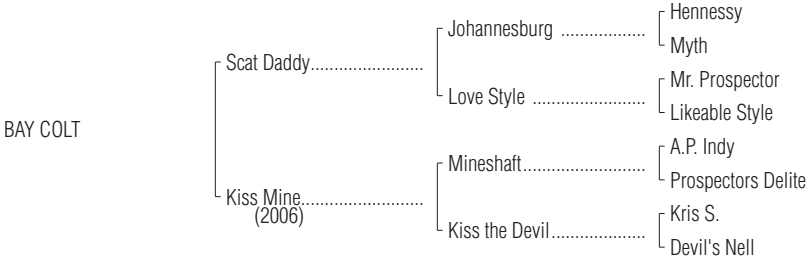 Hennessy
Johannesburg ...................
Myth
Scat Daddy.........................
Mr. Prospector
Love Style .........................
Likeable Style
BAY COLT
A.P. Indy
Mineshaft...........................
Prospectors Delite
Kiss Mine...........................
(2006)
Kris S.
Kiss the Devil.....................
Devil's Nell